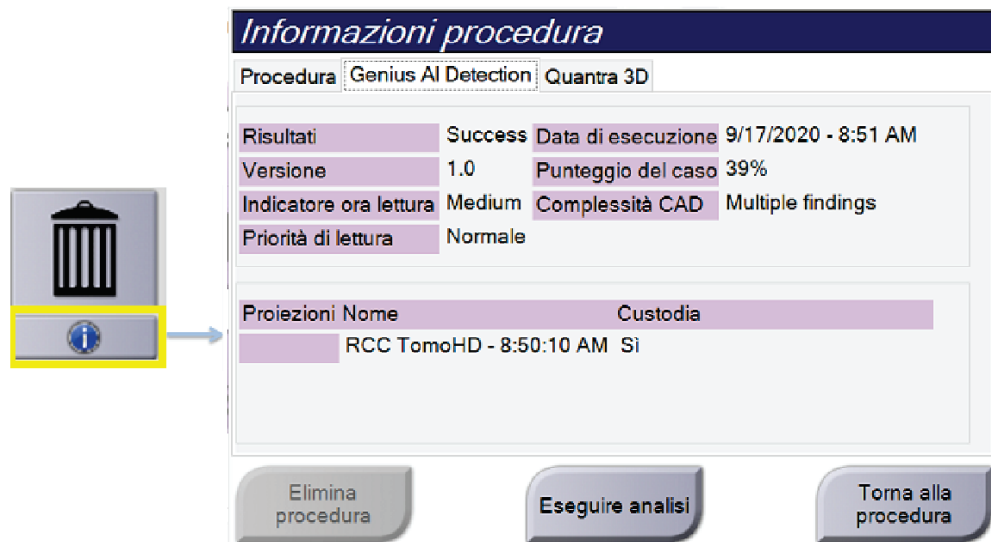 Informazioni procedura
Procedura Genius AI Detection Quantra 3D
Risultati Success Data di esecuzione 9/17/2020 - 8:51 AM
Versione 1.0 Punteggio del caso 39%
Indicatore ora lettura Medium Complessità CAD Multiple findings
Priorità di lettura Normale
Proiezioni Nome Custodia
RCC TomoHD - 8:50:10 AM Sì
Elimina
procedura
Eseguire analisi
Torna alla
procedura